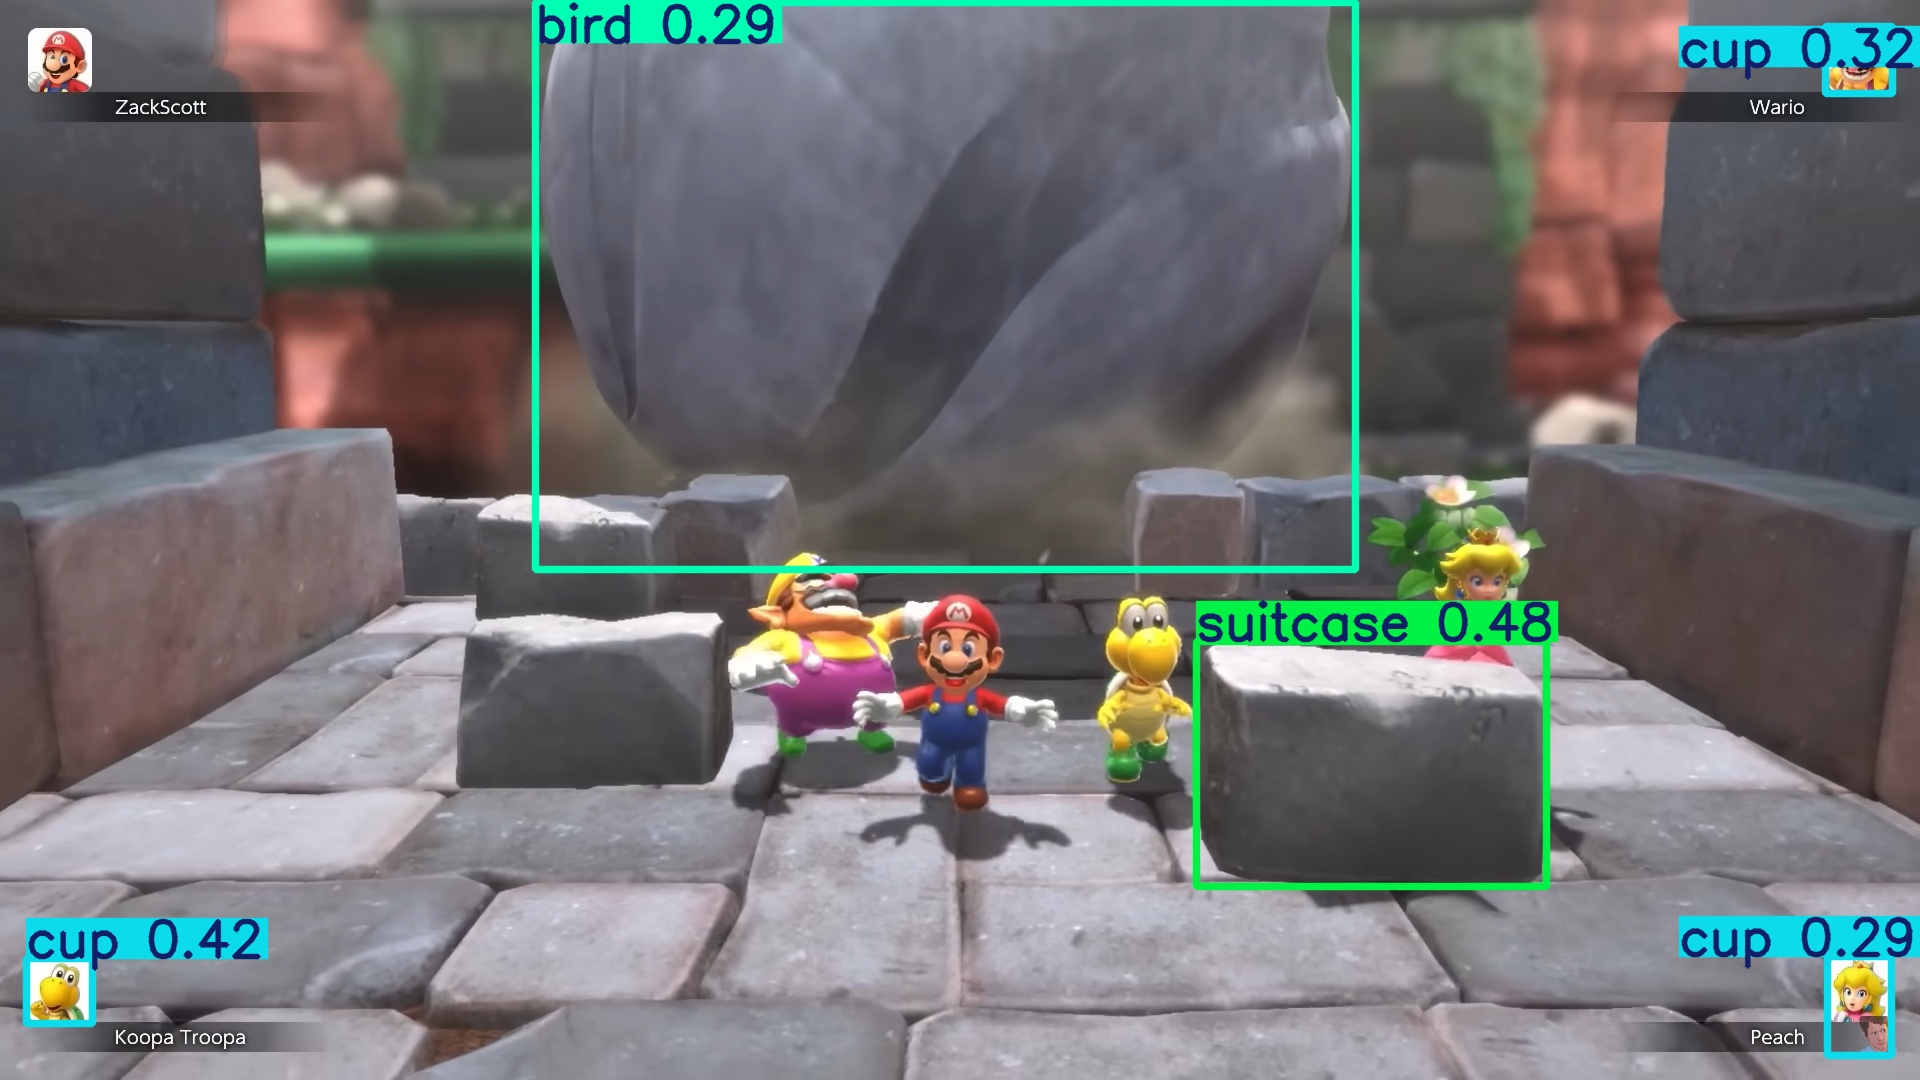 bird 0.29
cup 0.32
ZackScott
Wario
suitcase 0.48
cup 0.42
cup 0.29
Koopa Troopa
Peach